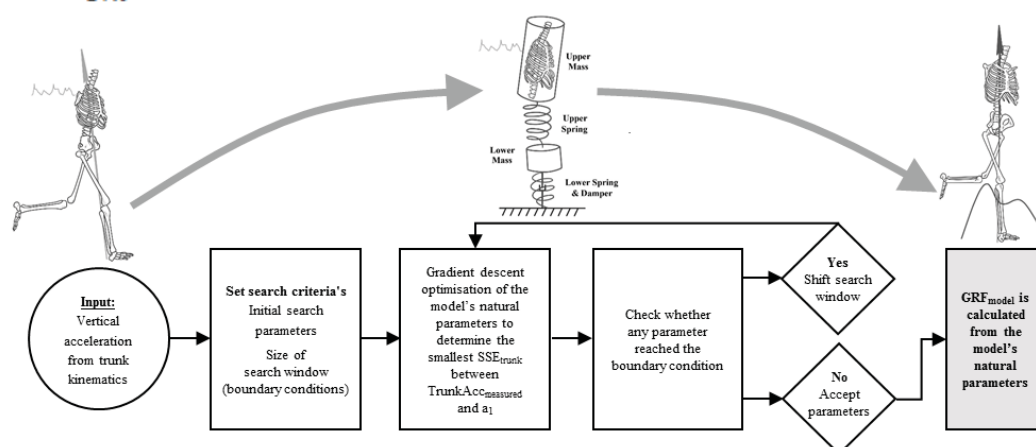 Upper
Mass
Upper
Spring
Lower
Mass
Lower Spring
& Damper
Input:
Vertical
acceleration
from trunk
kinematics
Set search criteria's
Initial search
parameters
Size of
search window
(boundary conditions)
Gradient descent
optimisation of the
model's natural
parameters to
determine the
smallest SSEtrunk
between
TrunkAccmeasured
and a1
Check whether
any parameter
reached the
boundary condition
Yes
Shift search
window
No
Accept
parameters
GRFmodel is
calculated
from the
model's
natural
parameters